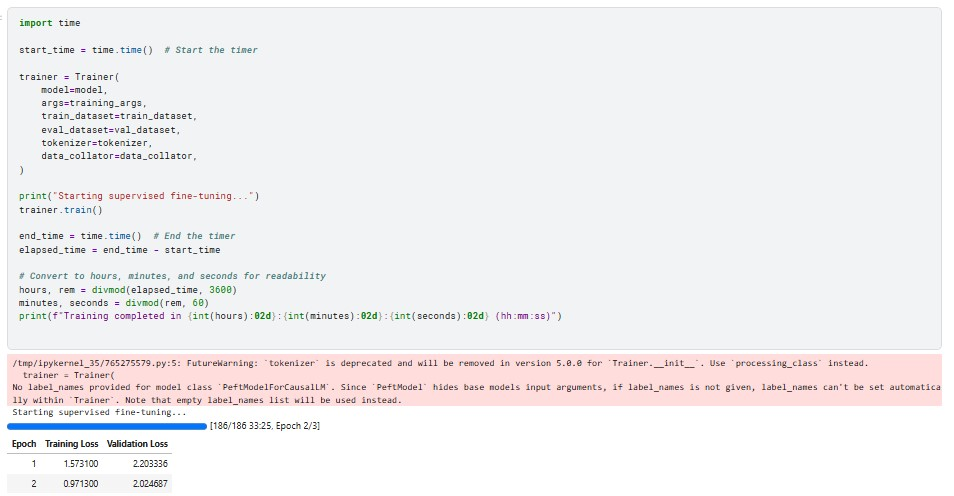 import time
start_time = time.time()  # Start the timer
trainer = Trainer(
    model=model,
    args=training_args,
    train_dataset=train_dataset,
    eval_dataset=val_dataset,
    tokenizer=tokenizer,
    data_collator=data_collator,
)
print("Starting supervised fine-tuning...")
trainer.train()
end_time = time.time()  # End the timer
elapsed_time = end_time - start_time
# Convert to hours, minutes, and seconds for readability
hours, rem = divmod(elapsed_time, 3600)
minutes, seconds = divmod(rem, 60)
print(f"Training completed in {int(hours):02d}:{int(minutes):02d}:{int(seconds):02d} (hh:mm:ss)")
/tmp/ipykernel_35/765275579.py:5: FutureWarning: `tokenizer` is deprecated and will be removed in version 5.0.0 for `Trainer.__init__`. Use `processing_class` instead.
  trainer = Trainer(
No label_names provided for model class `PeftModelForCausalLM`. Since `PeftModel` hides base models input arguments, if label_names is not given, label_names can't be set automatica
lly within `Trainer`. Note that empty label_names list will be used instead.
Starting supervised fine-tuning...
[186/186 33:25, Epoch 2/3]
Epoch Training Loss Validation Loss
1 1.573100 2.203336
2 0.971300 2.024687